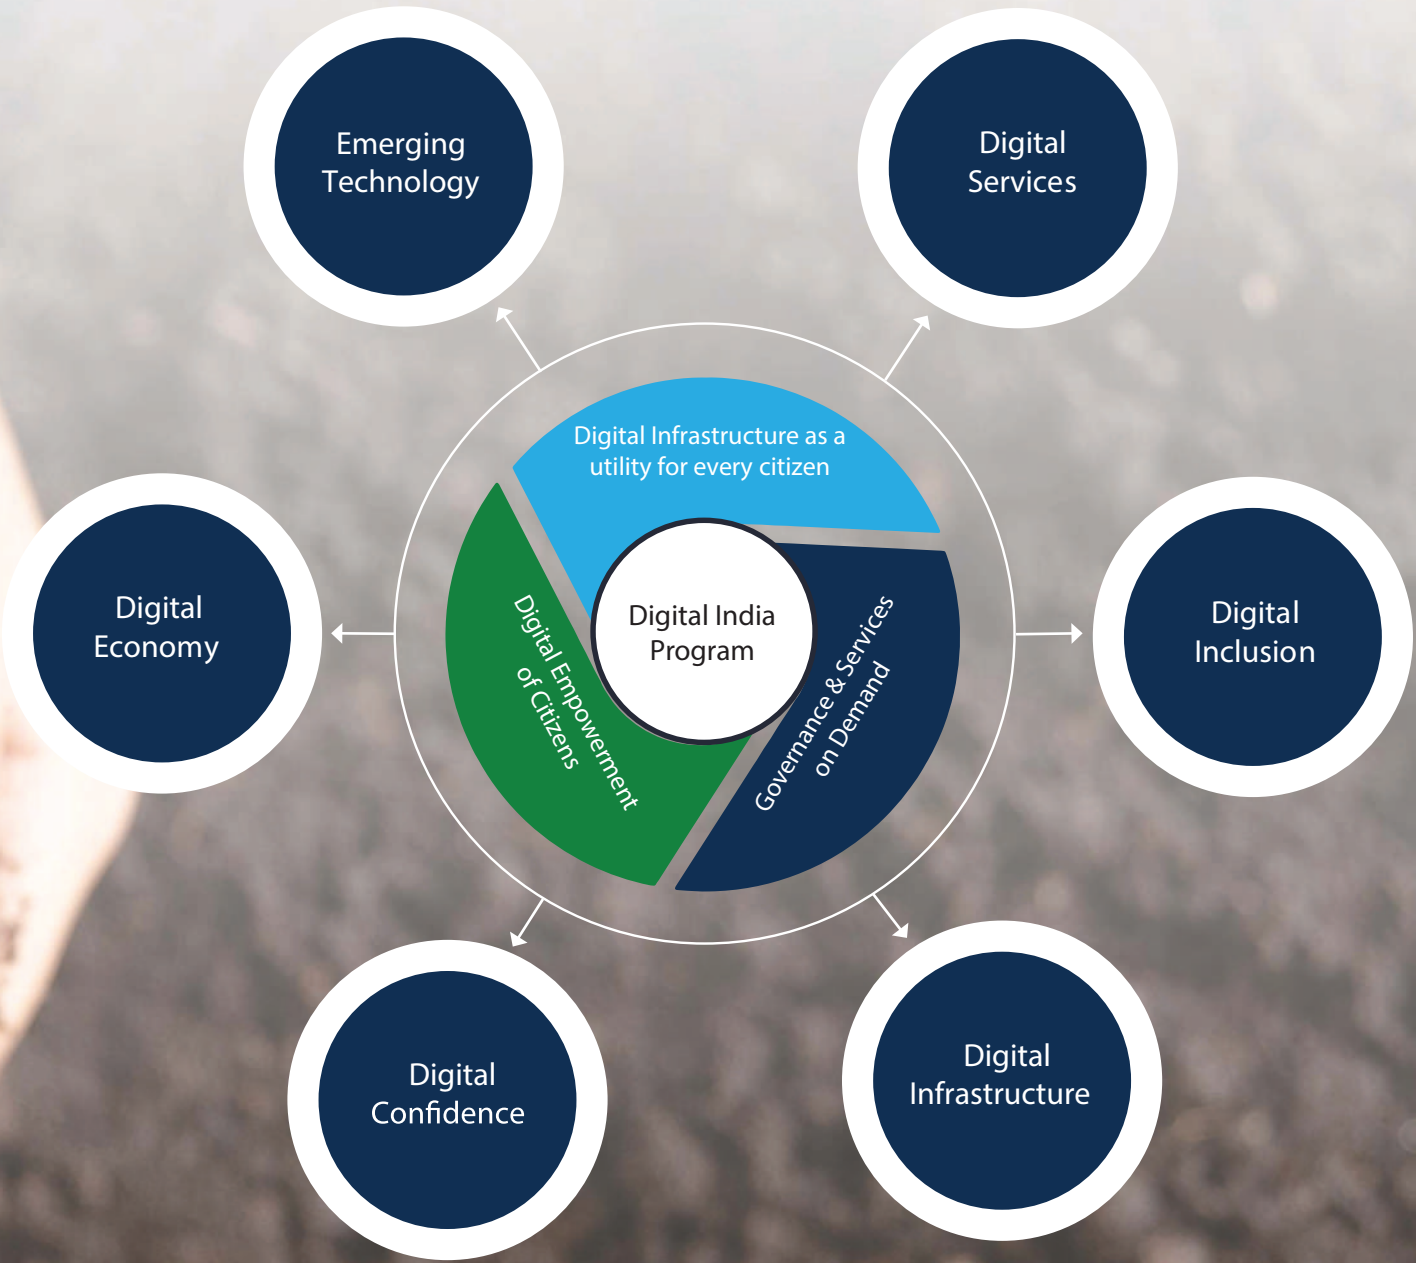 Emerging
Technology
Digital
Services
Digital Infrastructure as a
utility for every citizen
Digital
Economy
Digital Empowerment
of Citizens
Digital India
Program
Governance & Services
on Demand
Digital
Inclusion
Digital
Confidence
Digital
Infrastructure